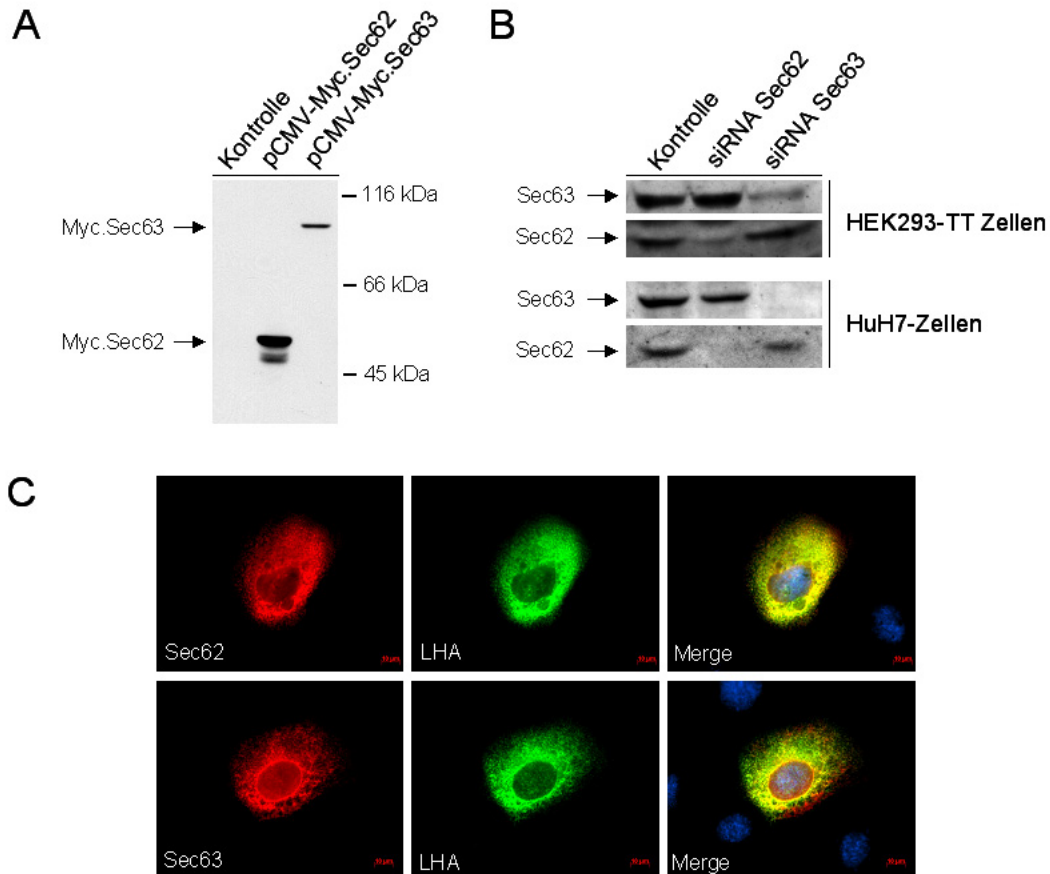 A
Kontrolle
pCMV-Myc.Sec62
pCMV-Myc.Sec63
116 kDa
Myc.Sec63
66 kDa
Myc.Sec62
45 kDa
B
Kontrolle
siRNA Sec62
siRNA Sec63
Sec63
Sec62
HEK293-TT Zellen
Sec63
Sec62
HuH7-Zellen
C
Sec62
LHA
Merge
Sec63
LHA
Merge